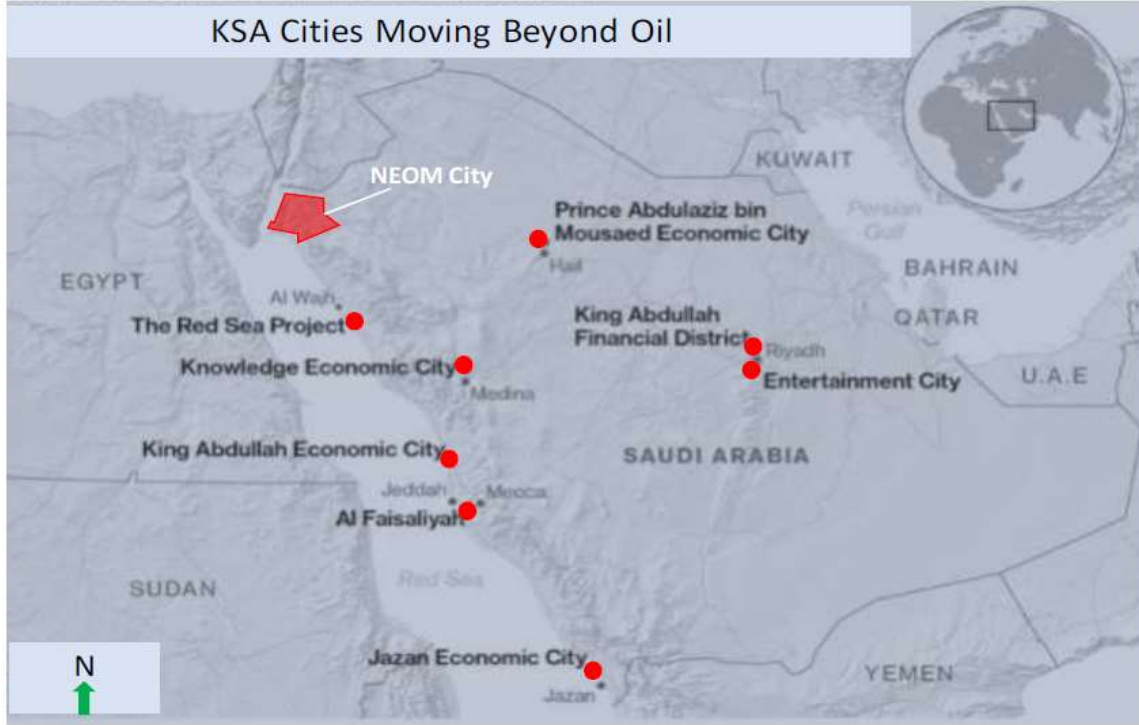 KSA Cities Moving Beyond Oil
KUWAIT
NEOM City
Prince Abdulaziz bin
Mousaed Economic City
Persian
Gulf
Hail
BAHRAIN
EGYPT
Al Wajh
The Red Sea Project
King Abdullah
Financial District
QATAR
Riyadh
Knowledge Economic City
Entertainment City
U.A.E
Medina
King Abdullah Economic City
SAUDI ARABIA
Jeddah
Mecca
Al Faisaliyah
SUDAN
Red Sea
N
Jazan Economic City
YEMEN
Jazan